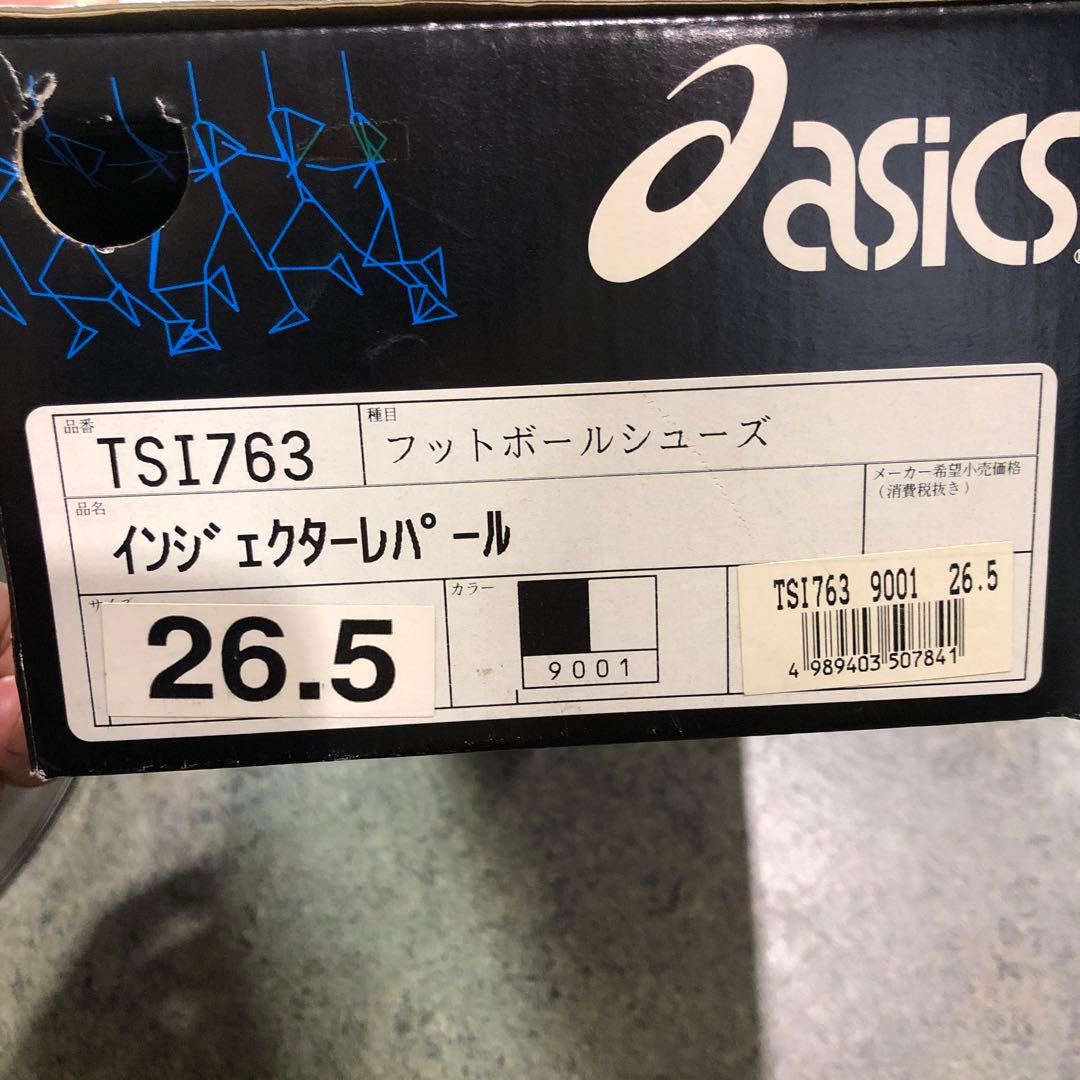 asics
品番
TSI763
種目
フットボールシューズ
品名
インジェクターレパール
メーカー希望小売価格
(消費税抜き)
サイズ
26.5
カラー
9001
TSI763 9001 26.5
4 989403 507841